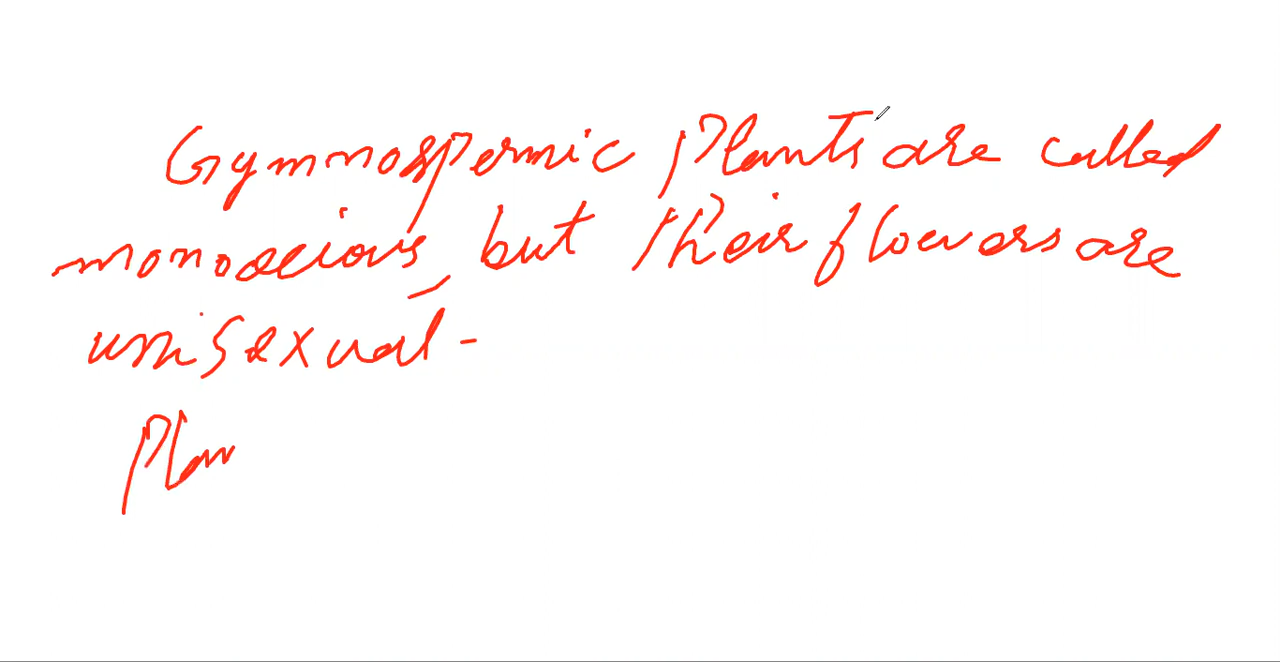 Gymnospermic plants are called
monoecious, but their flowers are
unisexual -
Plan